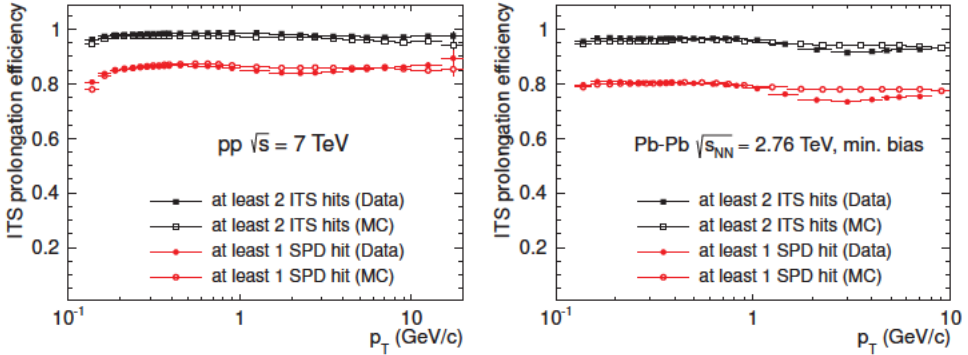 ITS prolongation efficiency
1
0.8
0.6
0.4
0.2
pp √s = 7 TeV
at least 2 ITS hits (Data)
at least 2 ITS hits (MC)
at least 1 SPD hit (Data)
at least 1 SPD hit (MC)
10⁻¹ 1 10
p_T (GeV/c)
ITS prolongation efficiency
1
0.8
0.6
0.4
0.2
Pb-Pb √s_NN = 2.76 TeV, min. bias
at least 2 ITS hits (Data)
at least 2 ITS hits (MC)
at least 1 SPD hit (Data)
at least 1 SPD hit (MC)
10⁻¹ 1 10
p_T (GeV/c)